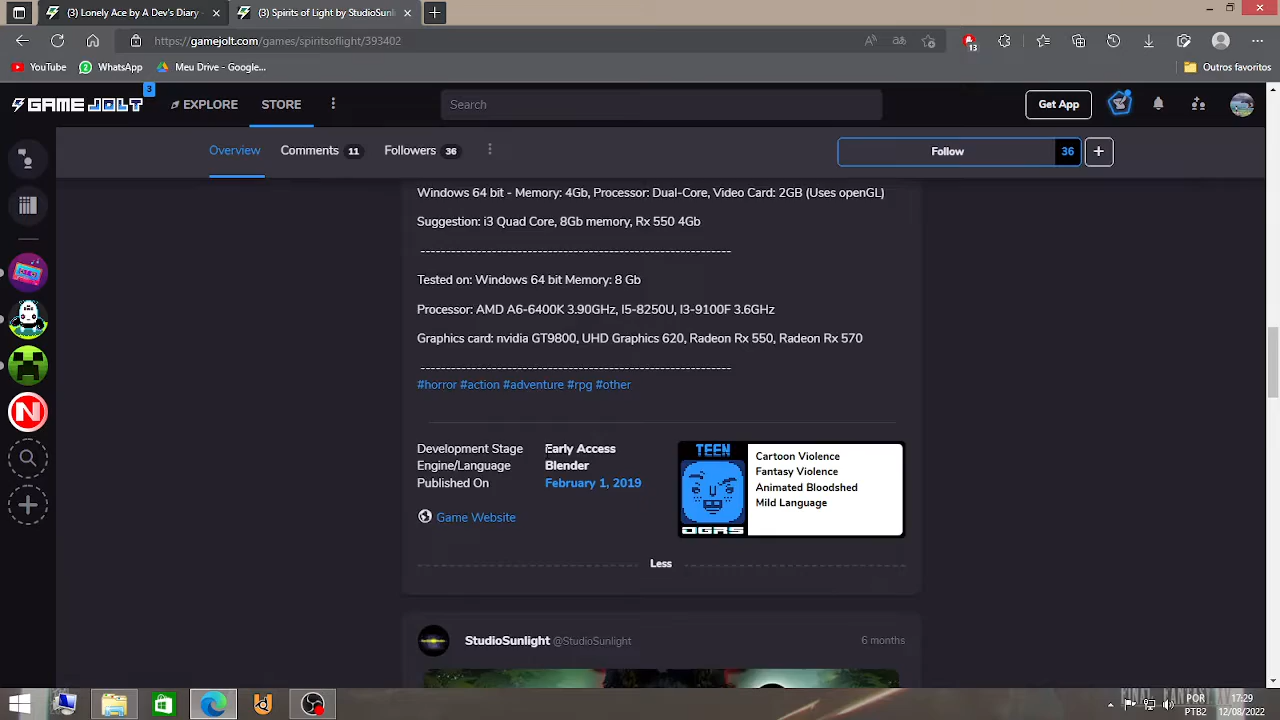 (3) Lonely Ace by A Dev's Diary -
(3) Spirits of Light by StudioSunli
https://gamejolt.com/games/spiritsoflight/393402
13
YouTube
WhatsApp
Meu Drive - Google...
Outros favoritos
GAME JOLT
3
EXPLORE
STORE
Search
Get App
Overview
Comments 11
Followers 36
Follow 36
Windows 64 bit - Memory: 4Gb, Processor: Dual-Core, Video Card: 2GB (Uses openGL)
Suggestion: i3 Quad Core, 8Gb memory, Rx 550 4Gb
-----------------------------------------------------------
Tested on: Windows 64 bit Memory: 8 Gb
Processor: AMD A6-6400K 3.90GHz, I5-8250U, I3-9100F 3.6GHz
Graphics card: nvidia GT9800, UHD Graphics 620, Radeon Rx 550, Radeon Rx 570
-----------------------------------------------------------
#horror #action #adventure #rpg #other
Development Stage Early Access
Engine/Language Blender
Published On February 1, 2019
Game Website
TEEN
OGRS
Cartoon Violence
Fantasy Violence
Animated Bloodshed
Mild Language
Less
StudioSunlight @StudioSunlight
6 months
POR
PTB2
17:29
12/08/2022